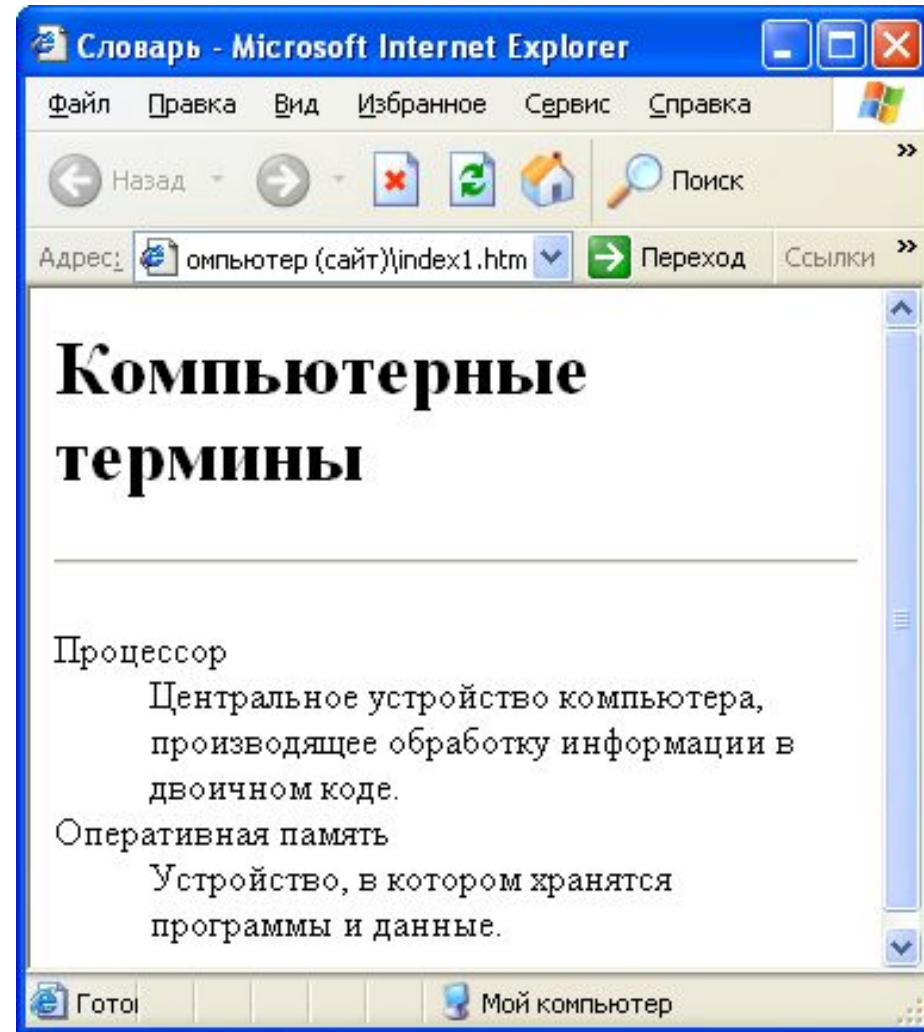 Словарь - Microsoft Internet Explorer
Файл Правка Вид Избранное Сервис Справка
Назад Поиск »
Адрес: омпьютер (сайт)\index1.htm Переход Ссылки »
Компьютерные
термины
Процессор
Центральное устройство компьютера,
производящее обработку информации в
двоичном коде.
Оперативная память
Устройство, в котором хранятся
программы и данные.
Мой компьютер